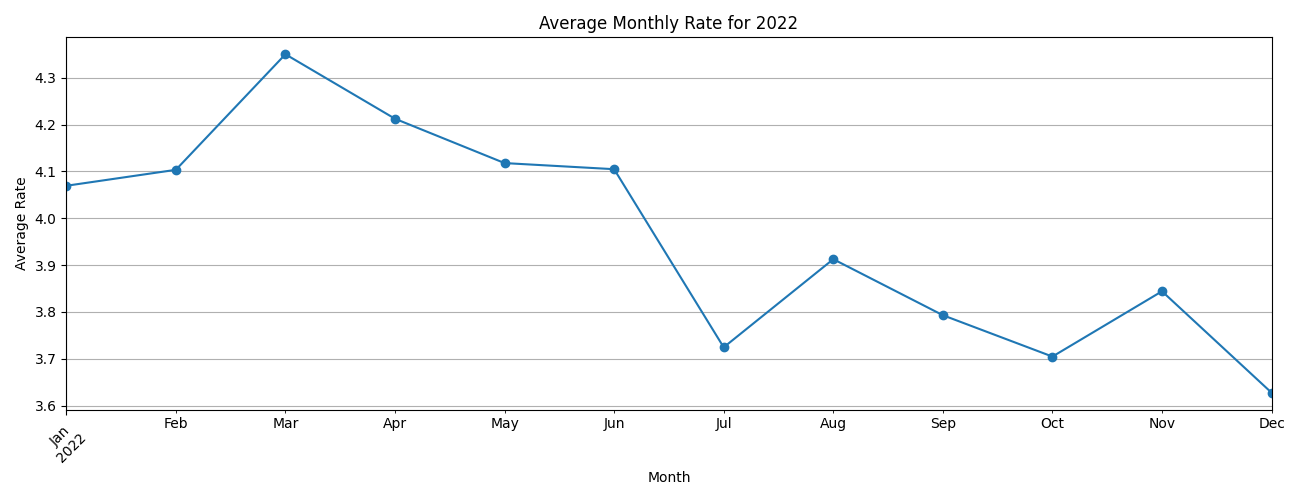 Average Monthly Rate for 2022
Average Rate
4.3
4.2
4.1
4.0
3.9
3.8
3.7
3.6
Jan
2022
Feb
Mar
Apr
May
Jun
Jul
Aug
Sep
Oct
Nov
Dec
Month